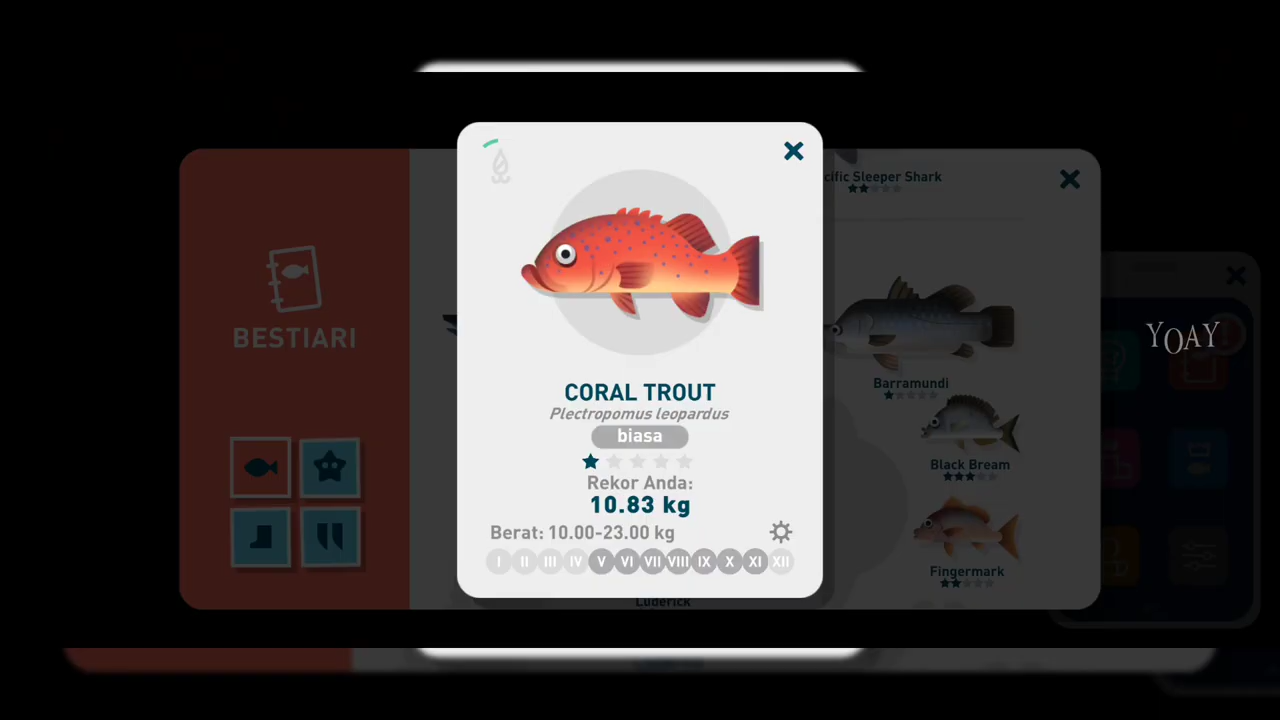 BESTIARI
CORAL TROUT
Plectropomus leopardus
biasa
Rekor Anda:
10.83 kg
Berat: 10.00-23.00 kg
I II III IV V VI VII VIII IX X XI XII
cific Sleeper Shark
Barramundi
Black Bream
Fingermark
Luderick
YOAY